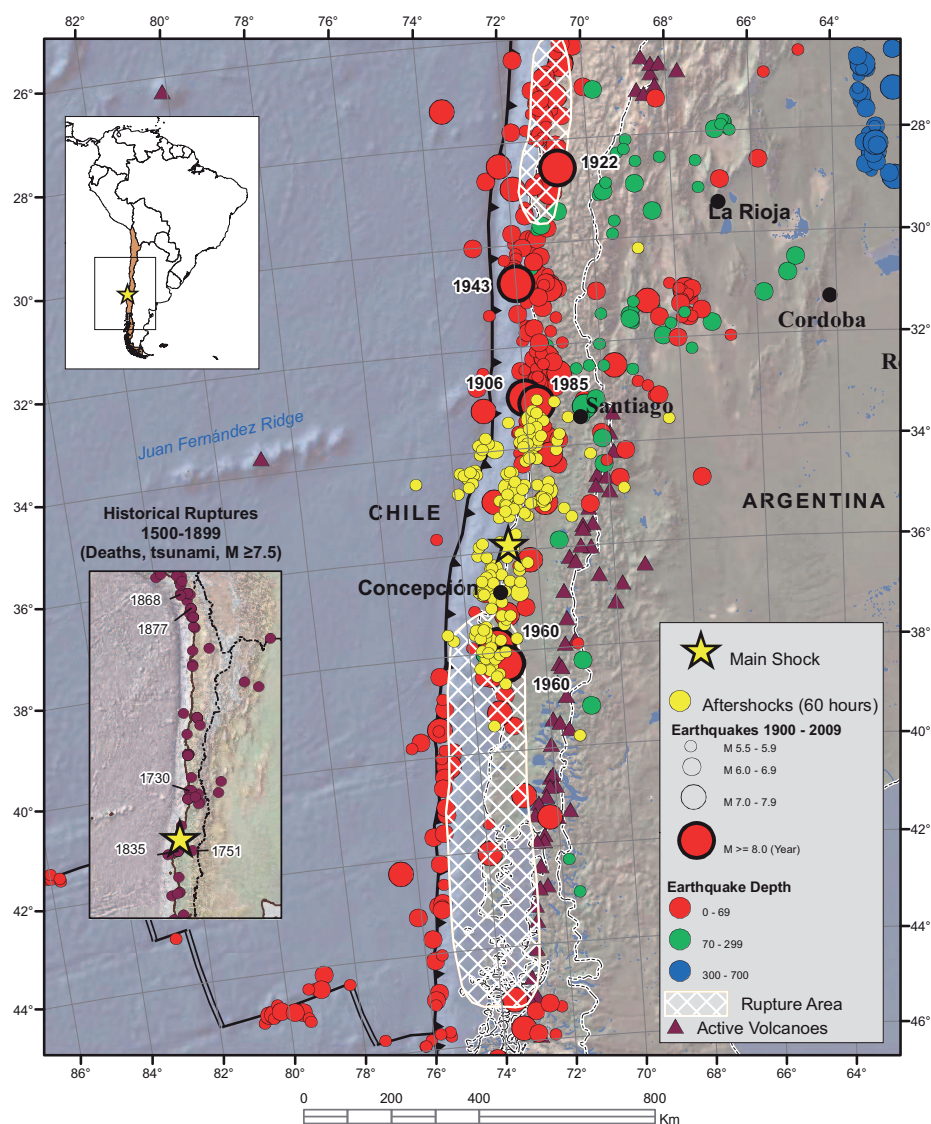 82°
80°
78°
76°
74°
72°
70°
68°
66°
64°
26°
28°
30°
32°
34°
36°
38°
40°
42°
44°
28°
30°
32°
34°
36°
38°
40°
42°
44°
46°
1922
La Rioja
1943
Cordoba
R
1906
1985
Santiago
Juan Fernández Ridge
CHILE
ARGENTINA
Concepción
1960
1960
Historical Ruptures
1500-1899
(Deaths, tsunami, M ≥7.5)
1868
1877
1730
1835
1751
Main Shock
Aftershocks (60 hours)
Earthquakes 1900 - 2009
M 5.5 - 5.9
M 6.0 - 6.9
M 7.0 - 7.9
M >= 8.0 (Year)
Earthquake Depth
0 - 69
70 - 299
300 - 700
Rupture Area
Active Volcanoes
86°
84°
82°
80°
78°
76°
74°
72°
70°
68°
66°
64°
0
200
400
800
Km